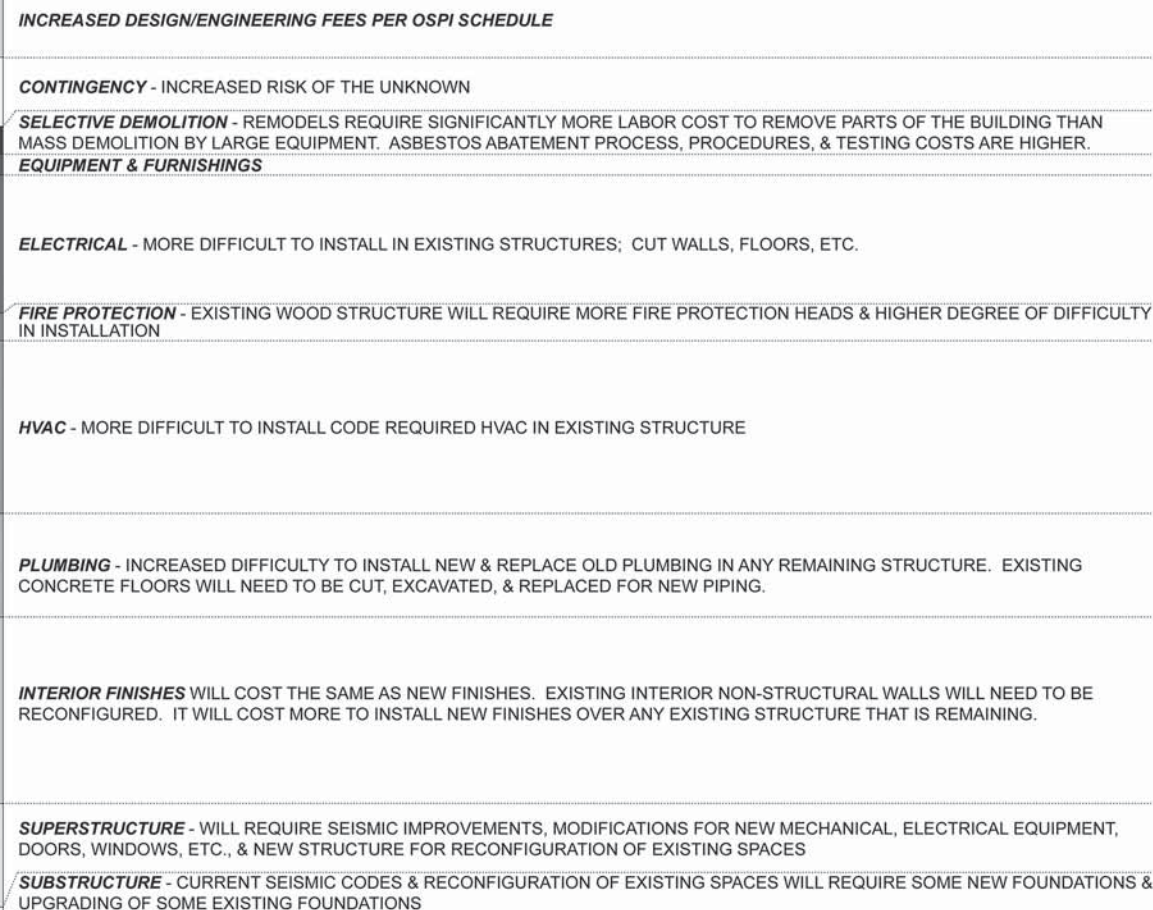 INCREASED DESIGN/ENGINEERING FEES PER OSPI SCHEDULE
CONTINGENCY - INCREASED RISK OF THE UNKNOWN
SELECTIVE DEMOLITION - REMODELS REQUIRE SIGNIFICANTLY MORE LABOR COST TO REMOVE PARTS OF THE BUILDING THAN
MASS DEMOLITION BY LARGE EQUIPMENT. ASBESTOS ABATEMENT PROCESS, PROCEDURES, & TESTING COSTS ARE HIGHER.
EQUIPMENT & FURNISHINGS
ELECTRICAL - MORE DIFFICULT TO INSTALL IN EXISTING STRUCTURES; CUT WALLS, FLOORS, ETC.
FIRE PROTECTION - EXISTING WOOD STRUCTURE WILL REQUIRE MORE FIRE PROTECTION HEADS & HIGHER DEGREE OF DIFFICULTY
IN INSTALLATION
HVAC - MORE DIFFICULT TO INSTALL CODE REQUIRED HVAC IN EXISTING STRUCTURE
PLUMBING - INCREASED DIFFICULTY TO INSTALL NEW & REPLACE OLD PLUMBING IN ANY REMAINING STRUCTURE. EXISTING
CONCRETE FLOORS WILL NEED TO BE CUT, EXCAVATED, & REPLACED FOR NEW PIPING.
INTERIOR FINISHES WILL COST THE SAME AS NEW FINISHES. EXISTING INTERIOR NON-STRUCTURAL WALLS WILL NEED TO BE
RECONFIGURED. IT WILL COST MORE TO INSTALL NEW FINISHES OVER ANY EXISTING STRUCTURE THAT IS REMAINING.
SUPERSTRUCTURE - WILL REQUIRE SEISMIC IMPROVEMENTS, MODIFICATIONS FOR NEW MECHANICAL, ELECTRICAL EQUIPMENT,
DOORS, WINDOWS, ETC., & NEW STRUCTURE FOR RECONFIGURATION OF EXISTING SPACES
SUBSTRUCTURE - CURRENT SEISMIC CODES & RECONFIGURATION OF EXISTING SPACES WILL REQUIRE SOME NEW FOUNDATIONS &
UPGRADING OF SOME EXISTING FOUNDATIONS